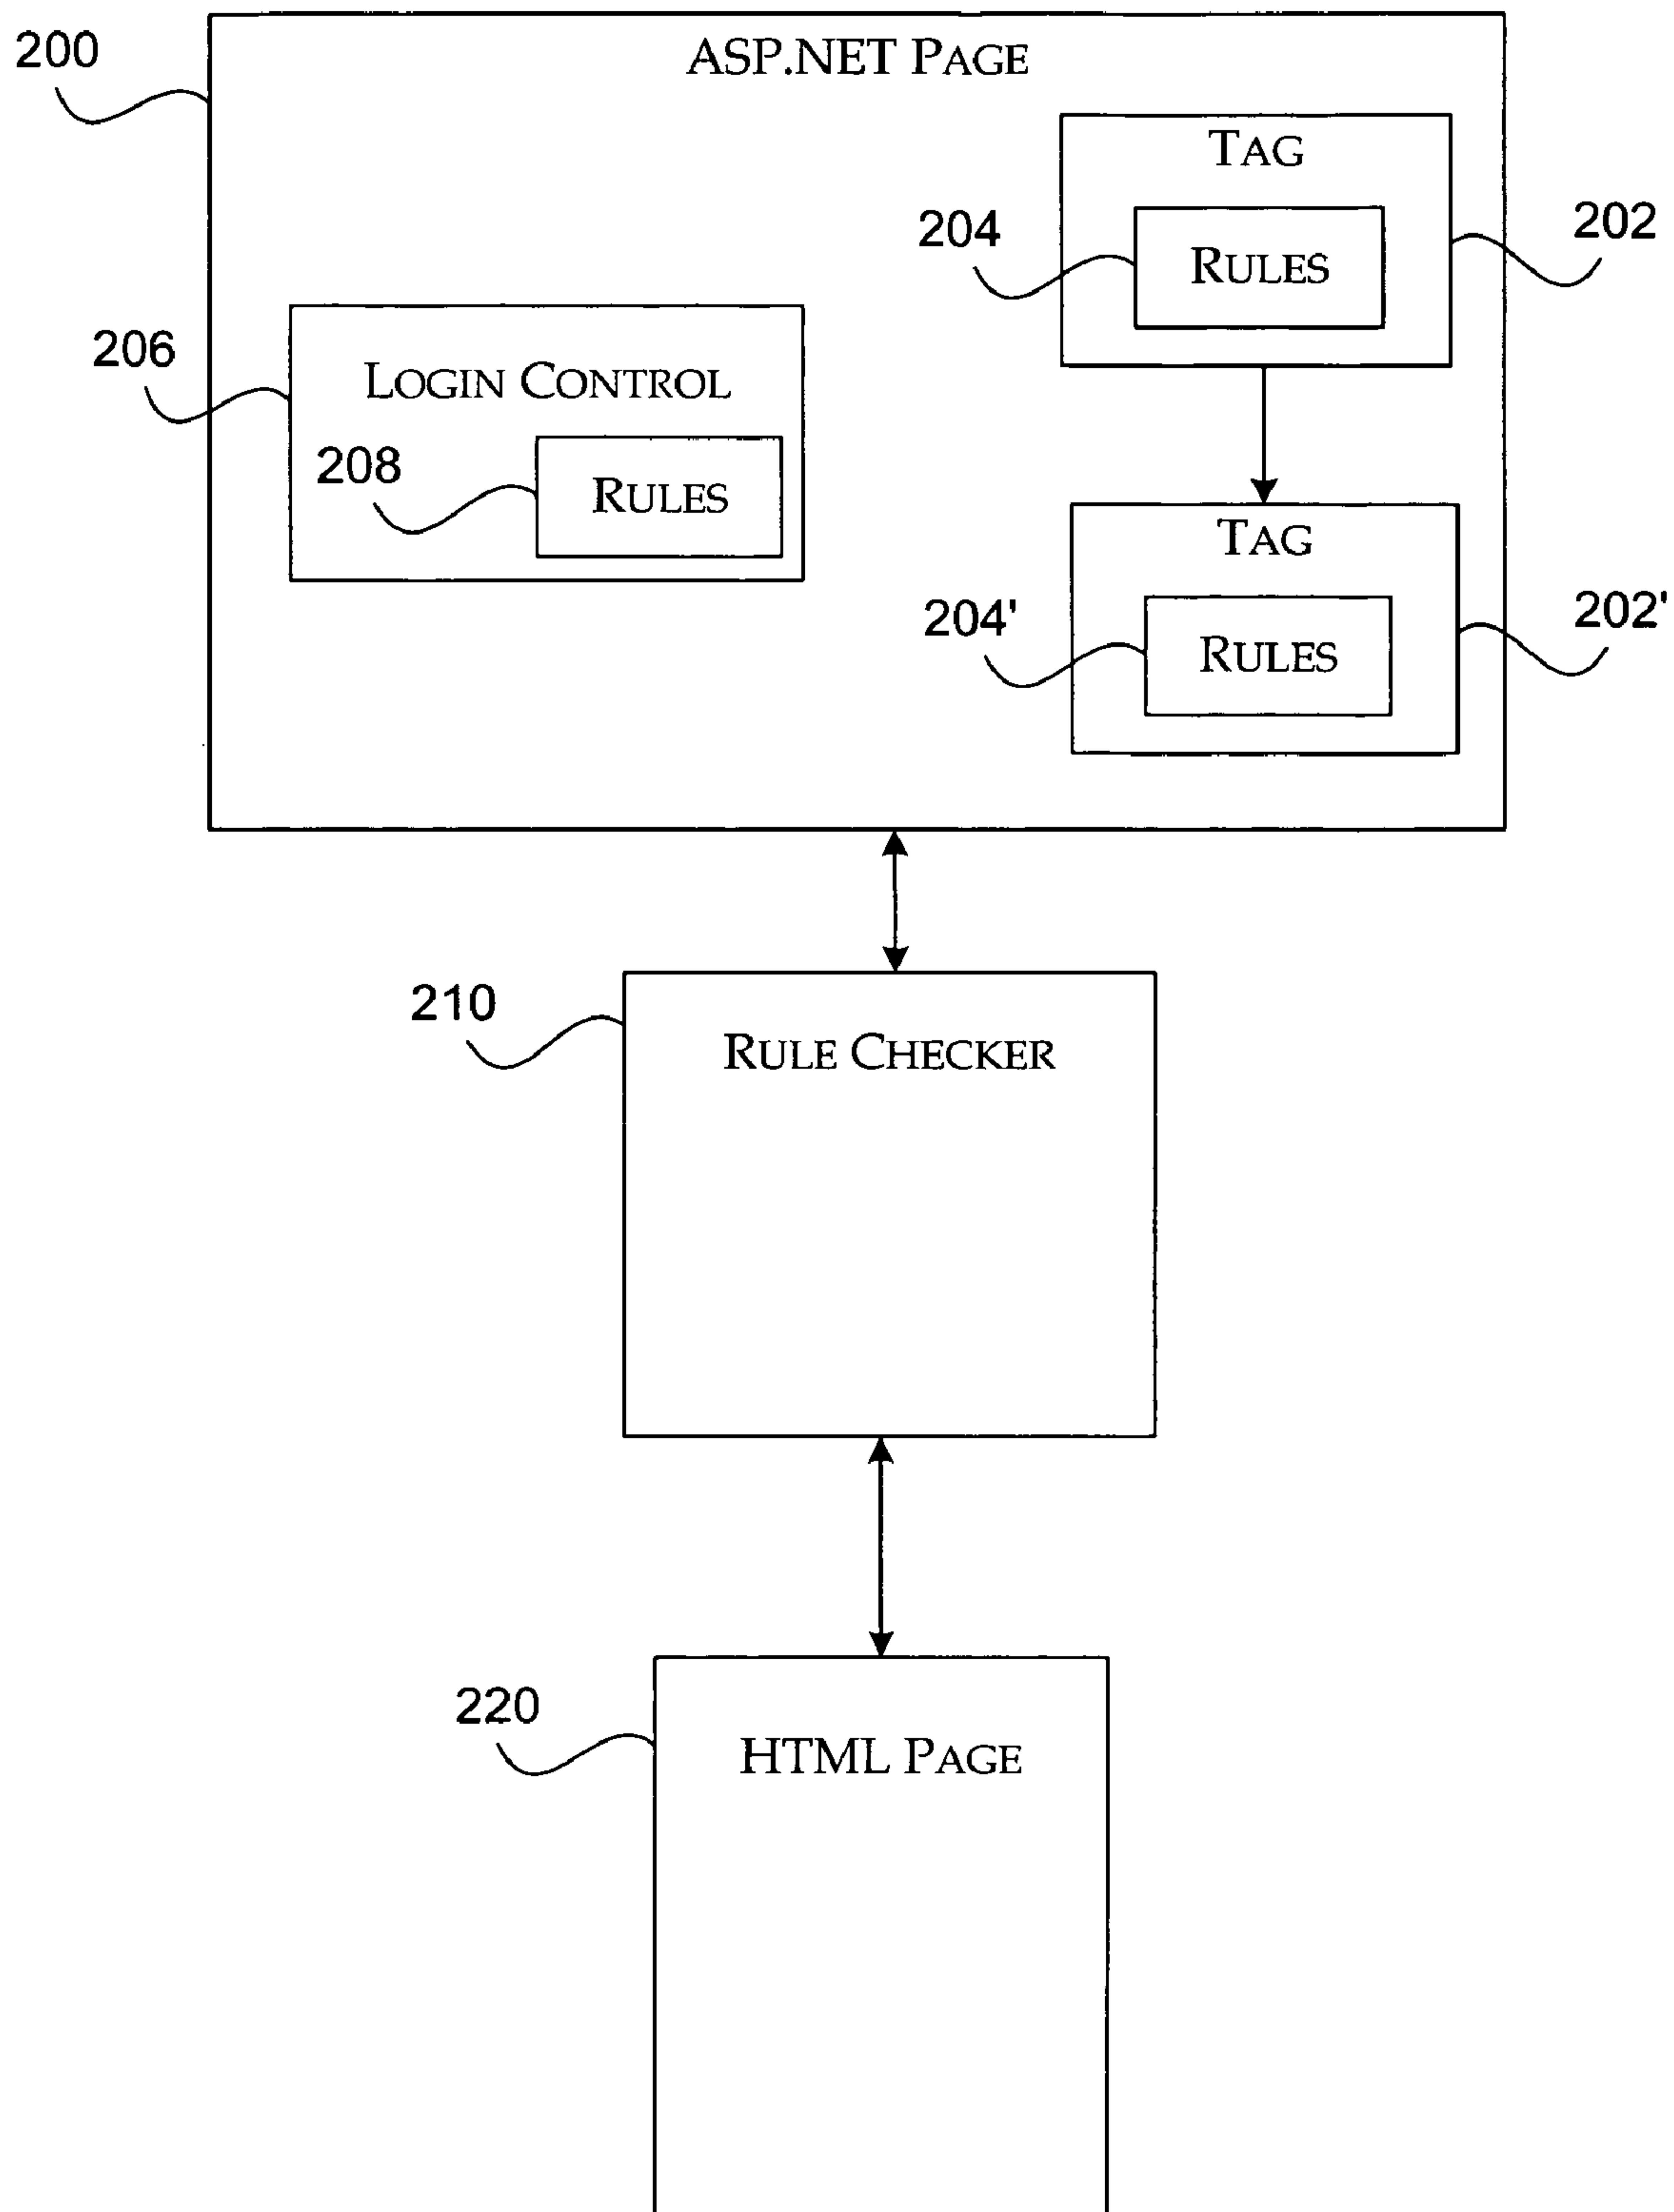 200
ASP.NET PAGE
TAG
204
RULES
202
206
LOGIN CONTROL
208
RULES
TAG
204'
RULES
202'
210
RULE CHECKER
220
HTML PAGE